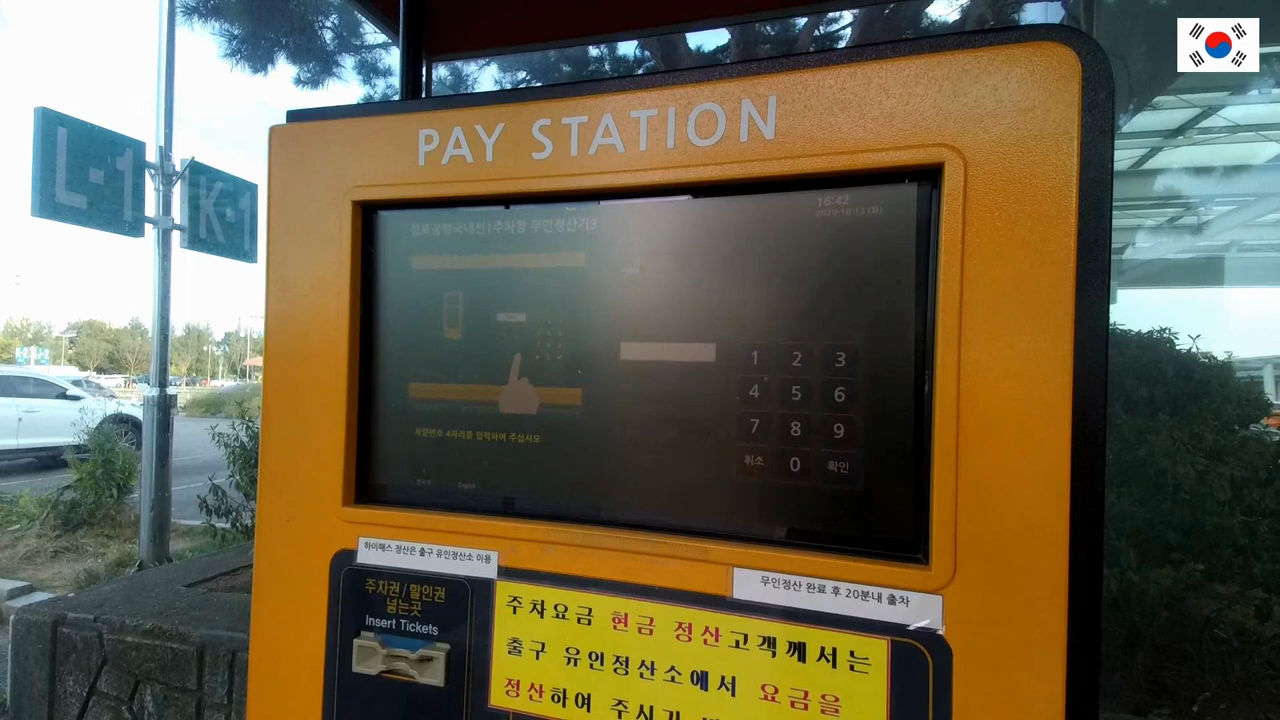 L-1
K-1
PAY STATION
16:42
김포공항국내선1주차장 무인정산기3
1 2 3
4 5 6
7 8 9
취소 0 확인
차량번호 4자리를 입력하여 주십시오
English
하이패스 정산은 출구 유인정산소 이용
무인정산 완료 후 20분내 출차
주차권/할인권
넣는곳
Insert Tickets
주차요금 현금 정산고객께서는
출구 유인정산소에서 요금을
정산하여 주시기